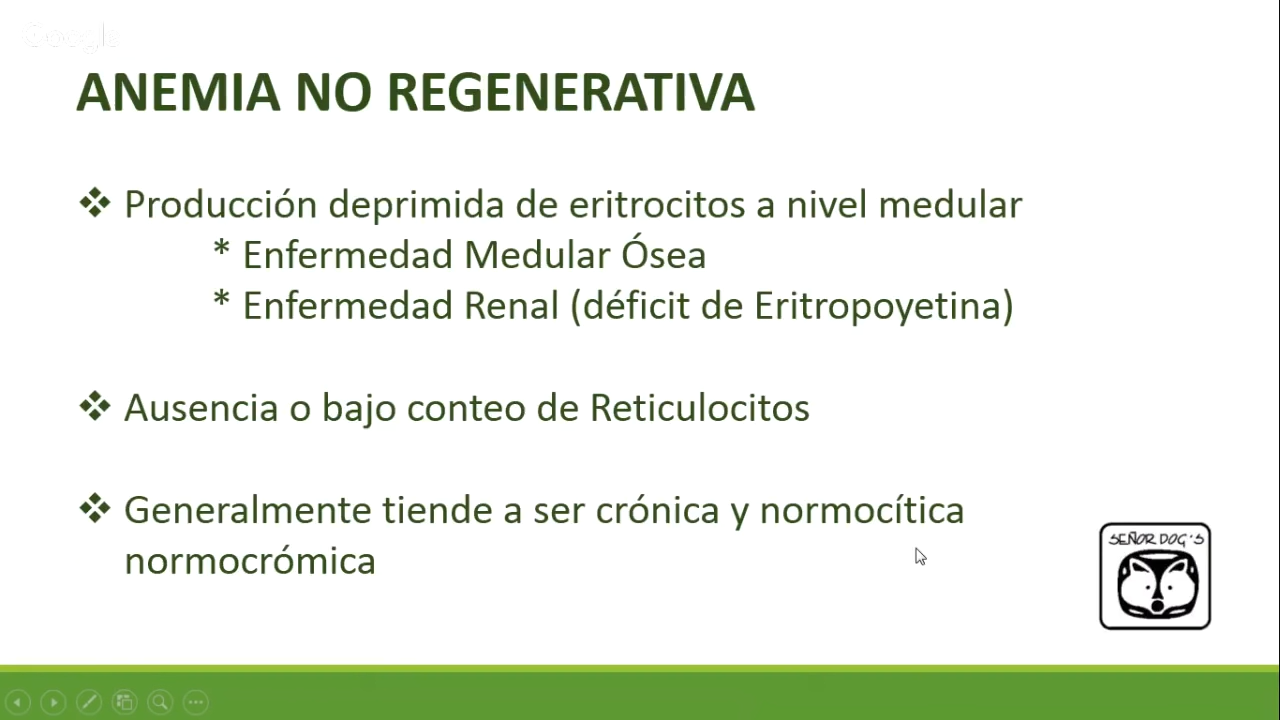 Google
ANEMIA NO REGENERATIVA
❖ Producción deprimida de eritrocitos a nivel medular
* Enfermedad Medular Ósea
* Enfermedad Renal (déficit de Eritropoyetina)
❖ Ausencia o bajo conteo de Reticulocitos
❖ Generalmente tiende a ser crónica y normocítica
normocrómica
SEÑOR DOG'S